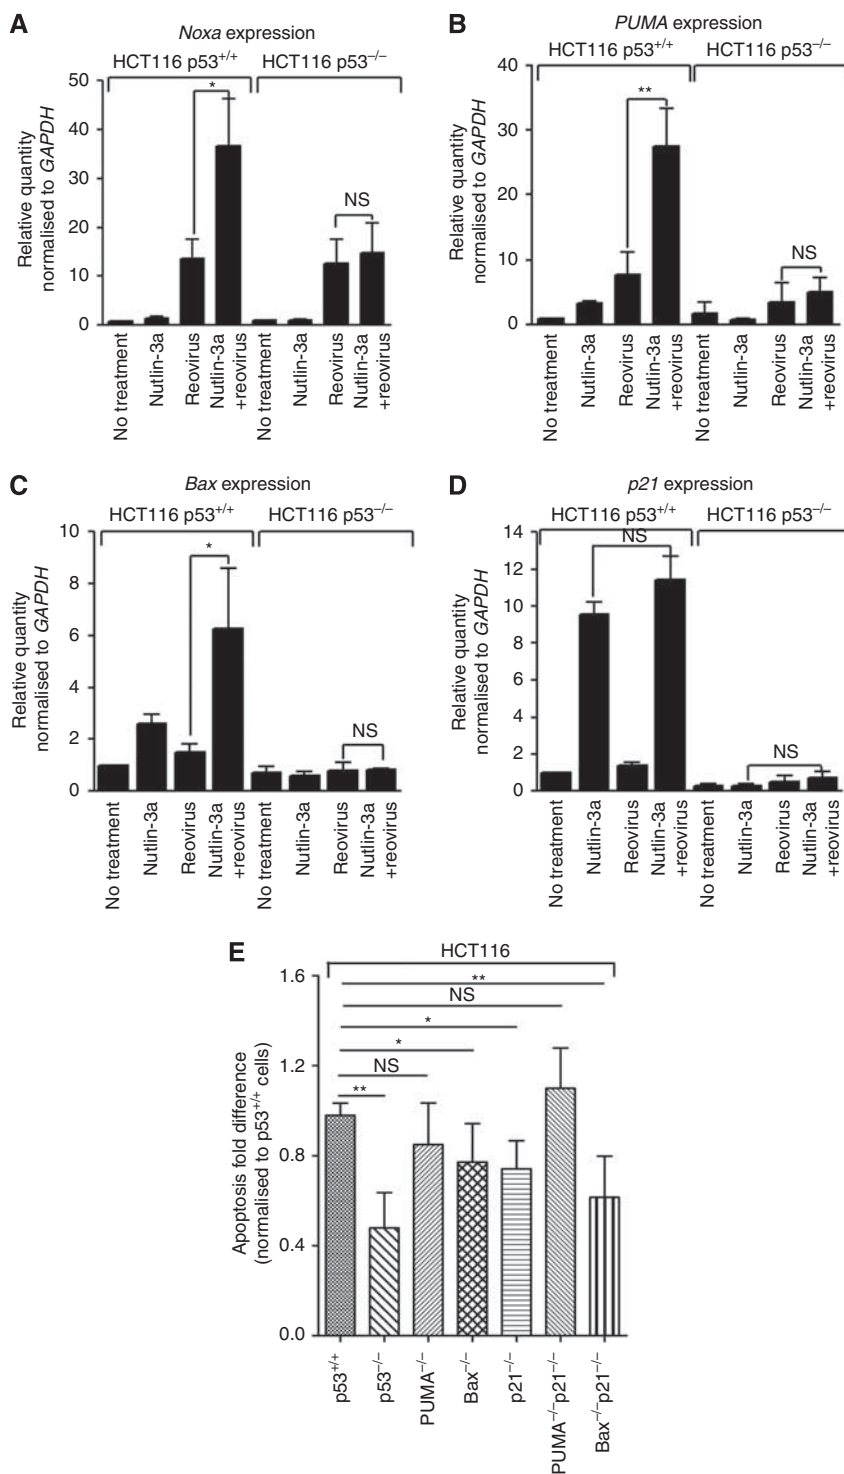 A
Noxa expression
HCT116 p53+/+
HCT116 p53−/−
Relative quantity
normalised to GAPDH
50
40
30
20
10
0
*
NS
No treatment
Nutlin-3a
Reovirus
Nutlin-3a
+reovirus
No treatment
Nutlin-3a
Reovirus
Nutlin-3a
+reovirus
B
PUMA expression
HCT116 p53+/+
HCT116 p53−/−
Relative quantity
normalised to GAPDH
40
30
20
10
0
**
NS
No treatment
Nutlin-3a
Reovirus
Nutlin-3a
+reovirus
No treatment
Nutlin-3a
Reovirus
Nutlin-3a
+reovirus
C
Bax expression
HCT116 p53+/+
HCT116 p53−/−
Relative quantity
normalised to GAPDH
10
8
6
4
2
0
*
NS
No treatment
Nutlin-3a
Reovirus
Nutlin-3a
+reovirus
No treatment
Nutlin-3a
Reovirus
Nutlin-3a
+reovirus
D
p21 expression
HCT116 p53+/+
HCT116 p53−/−
Relative quantity
normalised to GAPDH
14
12
10
8
6
4
2
0
NS
NS
No treatment
Nutlin-3a
Reovirus
Nutlin-3a
+reovirus
No treatment
Nutlin-3a
Reovirus
Nutlin-3a
+reovirus
E
HCT116
Apoptosis fold difference
(normalised to p53+/+ cells)
1.6
1.2
0.8
0.4
0.0
**
NS
*
*
NS
**
p53+/+
p53−/−
PUMA−/−
Bax−/−
p21−/−
PUMA−/−p21−/−
Bax−/−p21−/−